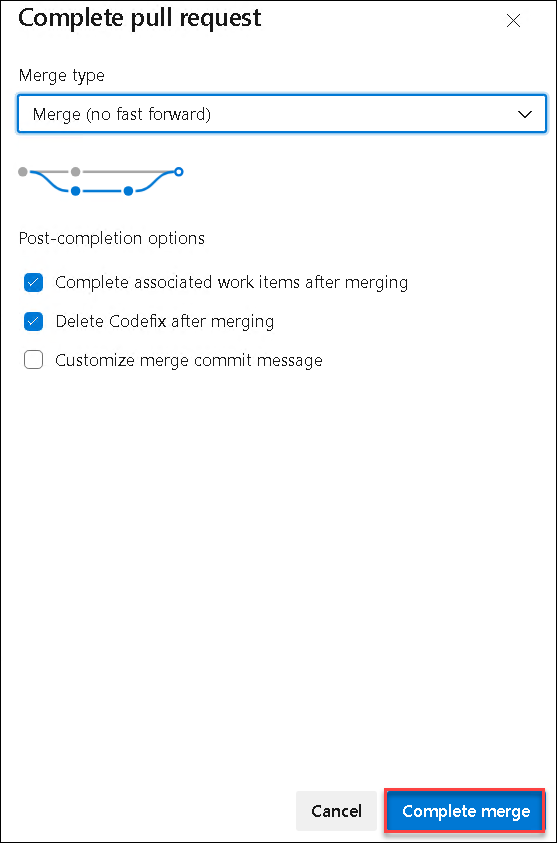 Complete pull request
Merge type
Merge (no fast forward)
Post-completion options
Complete associated work items after merging
Delete Codefix after merging
Customize merge commit message
Cancel
Complete merge